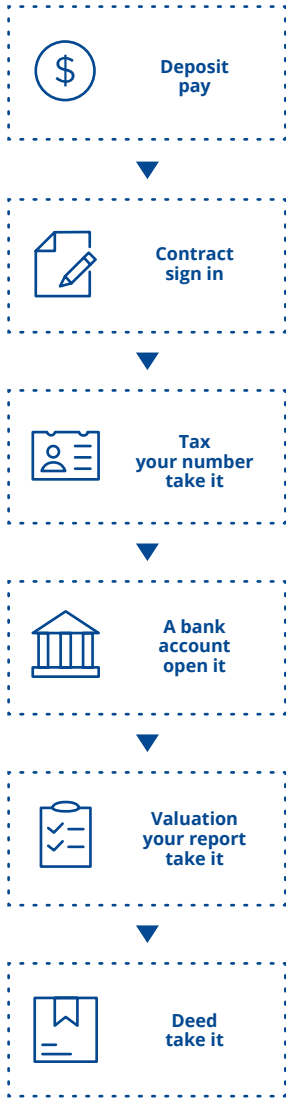 Deposit
pay
Contract
sign in
Tax
your number
take it
A bank
account
open it
Valuation
your report
take it
Deed
take it